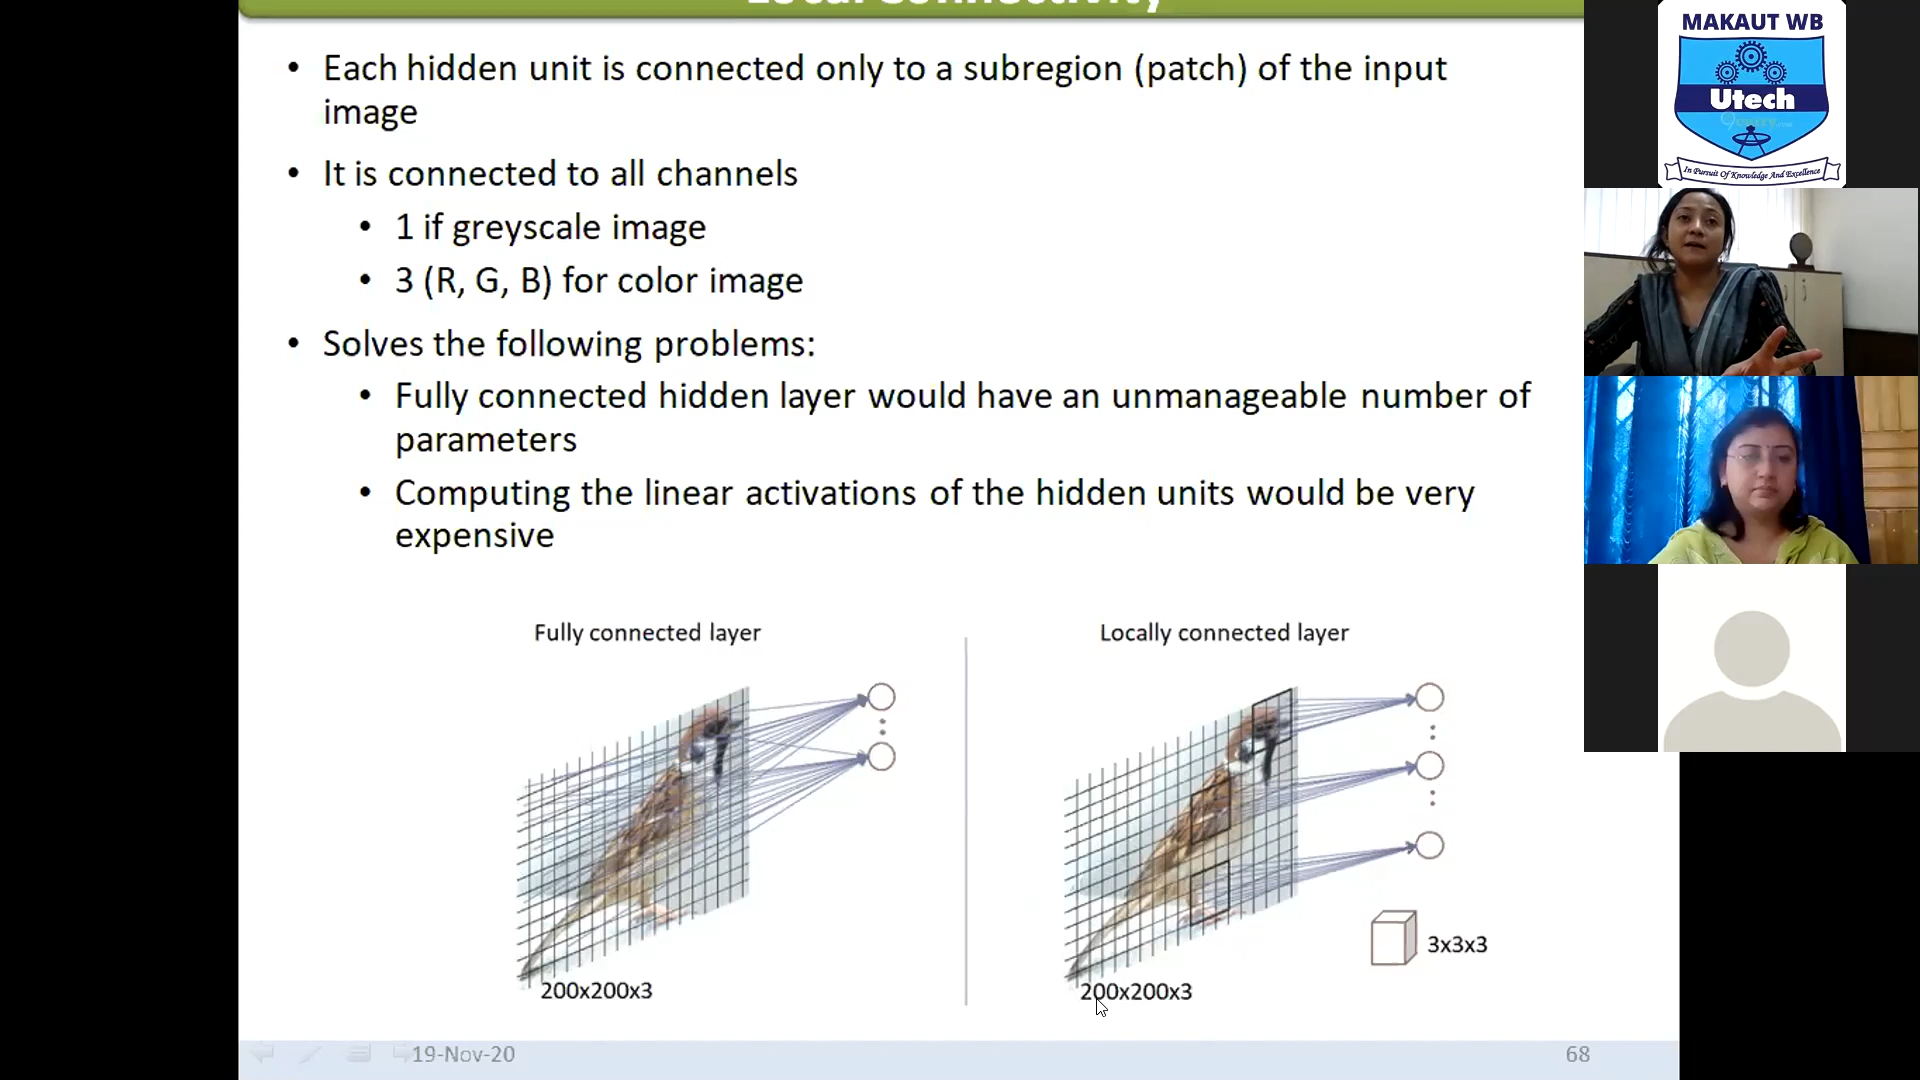 Local Connectivity
• Each hidden unit is connected only to a subregion (patch) of the input
image
• It is connected to all channels
• 1 if greyscale image
• 3 (R, G, B) for color image
• Solves the following problems:
• Fully connected hidden layer would have an unmanageable number of
parameters
• Computing the linear activations of the hidden units would be very
expensive
Fully connected layer
Locally connected layer
3x3x3
200x200x3
200x200x3
19-Nov-20
68
MAKAUT WB
Utech
In Pursuit Of Knowledge And Excellence